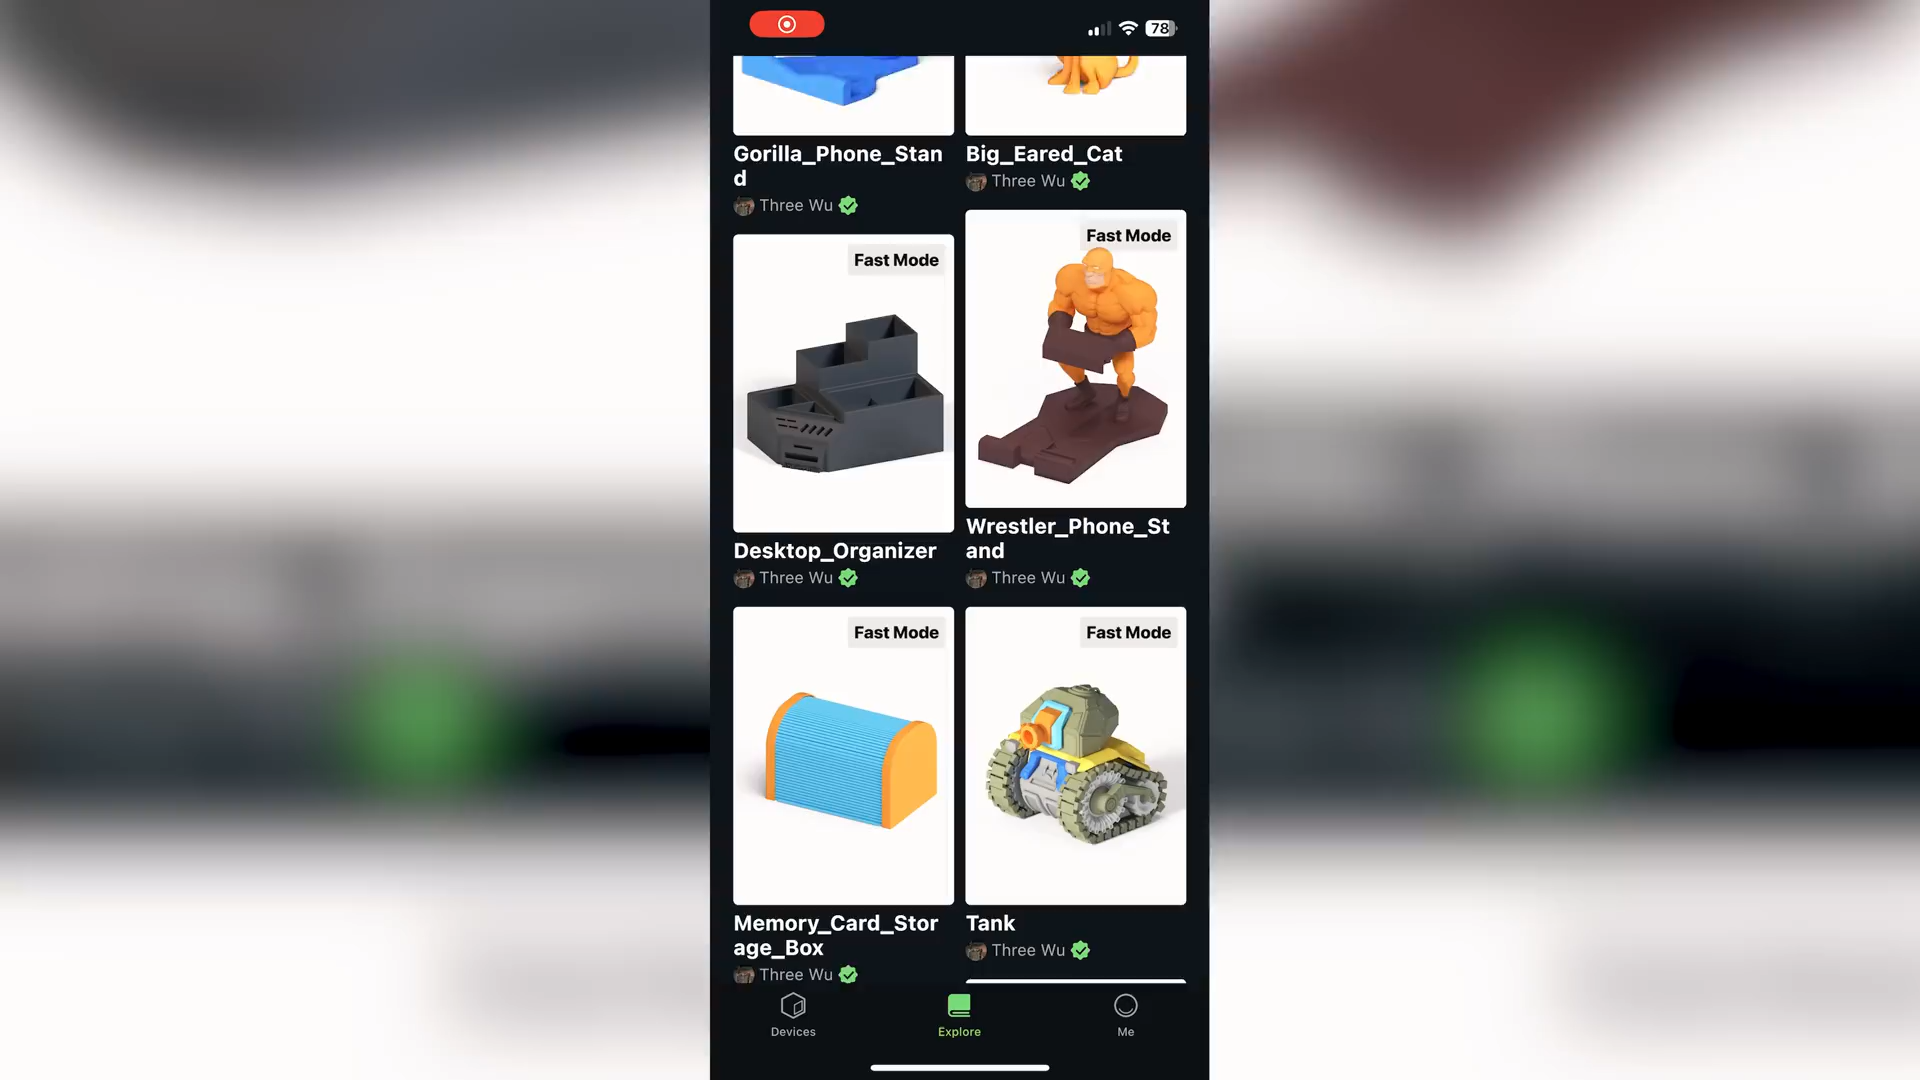 78
Gorilla_Phone_Stan
d
Three Wu
Big_Eared_Cat
Three Wu
Fast Mode
Desktop_Organizer
Three Wu
Fast Mode
Wrestler_Phone_St
and
Three Wu
Fast Mode
Memory_Card_Stor
age_Box
Three Wu
Fast Mode
Tank
Three Wu
Devices
Explore
Me